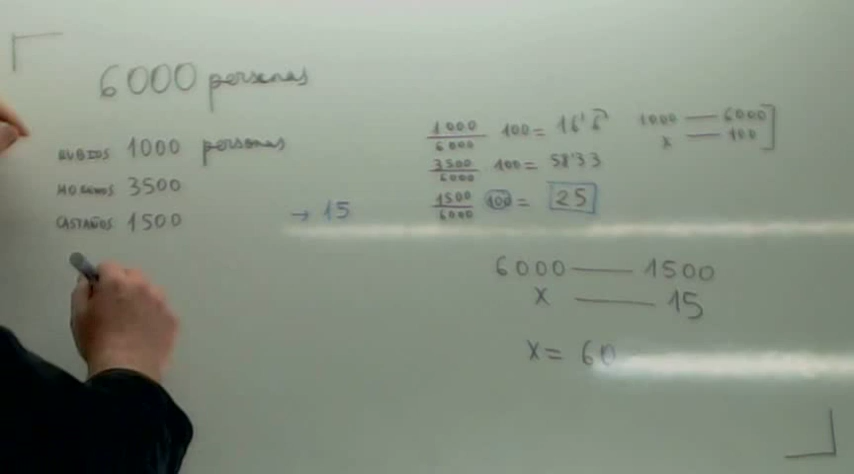 6000 personas
RUBIOS 1000 personas
MORENOS 3500
CASTAÑOS 1500 → 15
1000/6000 100 = 16'6
3500/6000 100 = 58'33
1500/6000 100 = 25
1000 — 6000
x — 100
6000 — 1500
x — 15
x = 60